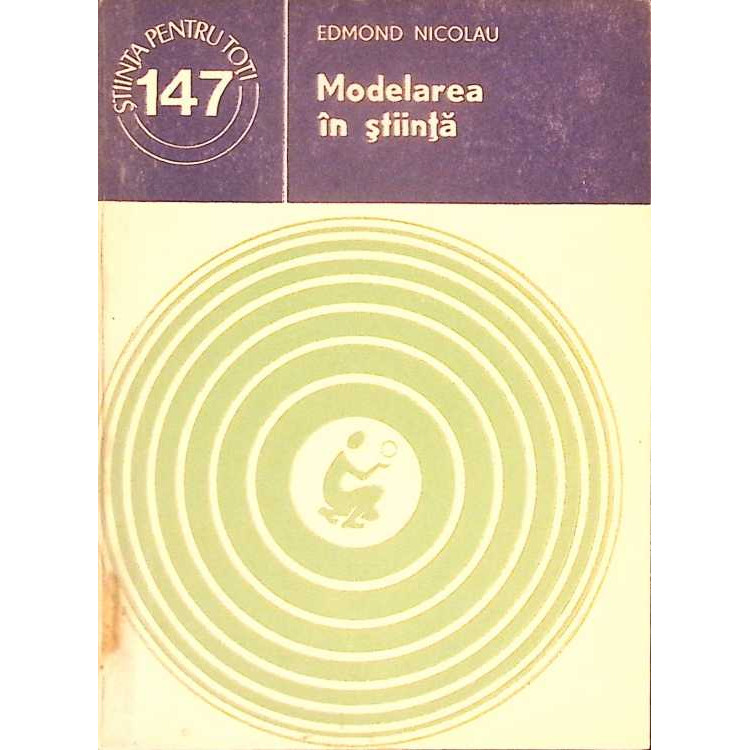 ȘTIINȚA PENTRU TOȚI
147
EDMOND NICOLAU
Modelarea
în știință